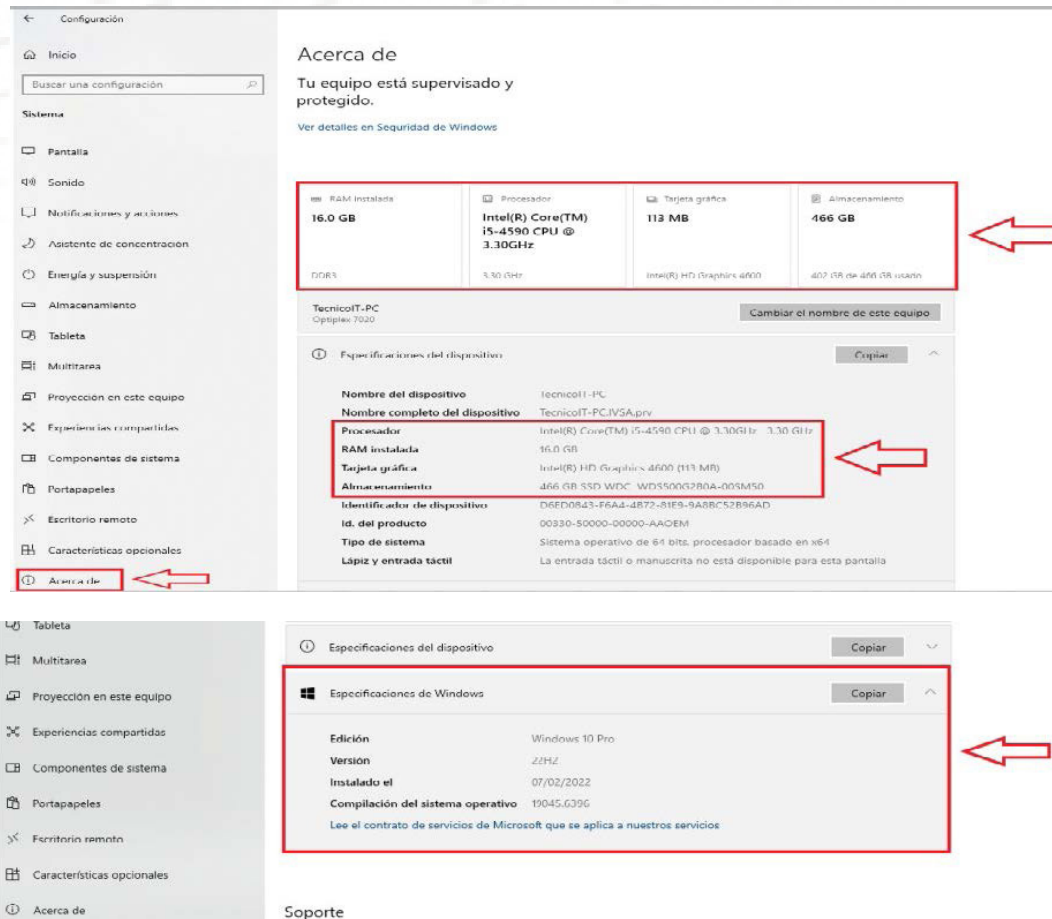 Configuración
Inicio
Buscar una configuración
Sistema
Pantalla
Sonido
Notificaciones y acciones
Asistente de concentración
Energía y suspensión
Almacenamiento
Tableta
Multitarea
Proyección en este equipo
Experiencias compartidas
Componentes de sistema
Portapapeles
Escritorio remoto
Características opcionales
Acerca de
Acerca de
Tu equipo está supervisado y
protegido.
Ver detalles en Seguridad de Windows
RAM instalada
16.0 GB
DDR3
Procesador
Intel(R) Core(TM)
i5-4590 CPU @
3.30GHz
3.30 GHz
Tarjeta gráfica
113 MB
Intel(R) HD Graphics 4600
Almacenamiento
466 GB
402 GB de 466 GB usado
TecnicoIT-PC
Optiplex 7020
Cambiar el nombre de este equipo
Especificaciones del dispositivo
Copiar
Nombre del dispositivo TecnicoIT-PC
Nombre completo del dispositivo TecnicoIT-PC.IVSA.prv
Procesador Intel(R) Core(TM) i5-4590 CPU @ 3.30GHz 3.30 GHz
RAM instalada 16.0 GB
Tarjeta gráfica Intel(R) HD Graphics 4600 (113 MB)
Almacenamiento 466 GB SSD WDC WDS500G2B0A-00SM50
Identificador de dispositivo D6ED0843-F6A4-4B72-81E9-9A8BC52B96AD
Id. del producto 00330-50000-00000-AAOEM
Tipo de sistema Sistema operativo de 64 bits, procesador basado en x64
Lápiz y entrada táctil La entrada táctil o manuscrita no está disponible para esta pantalla
Tableta
Multitarea
Proyección en este equipo
Experiencias compartidas
Componentes de sistema
Portapapeles
Escritorio remoto
Características opcionales
Acerca de
Especificaciones del dispositivo
Copiar
Especificaciones de Windows
Copiar
Edición Windows 10 Pro
Versión 22H2
Instalado el 07/02/2022
Compilación del sistema operativo 19045.6396
Lee el contrato de servicios de Microsoft que se aplica a nuestros servicios
Soporte